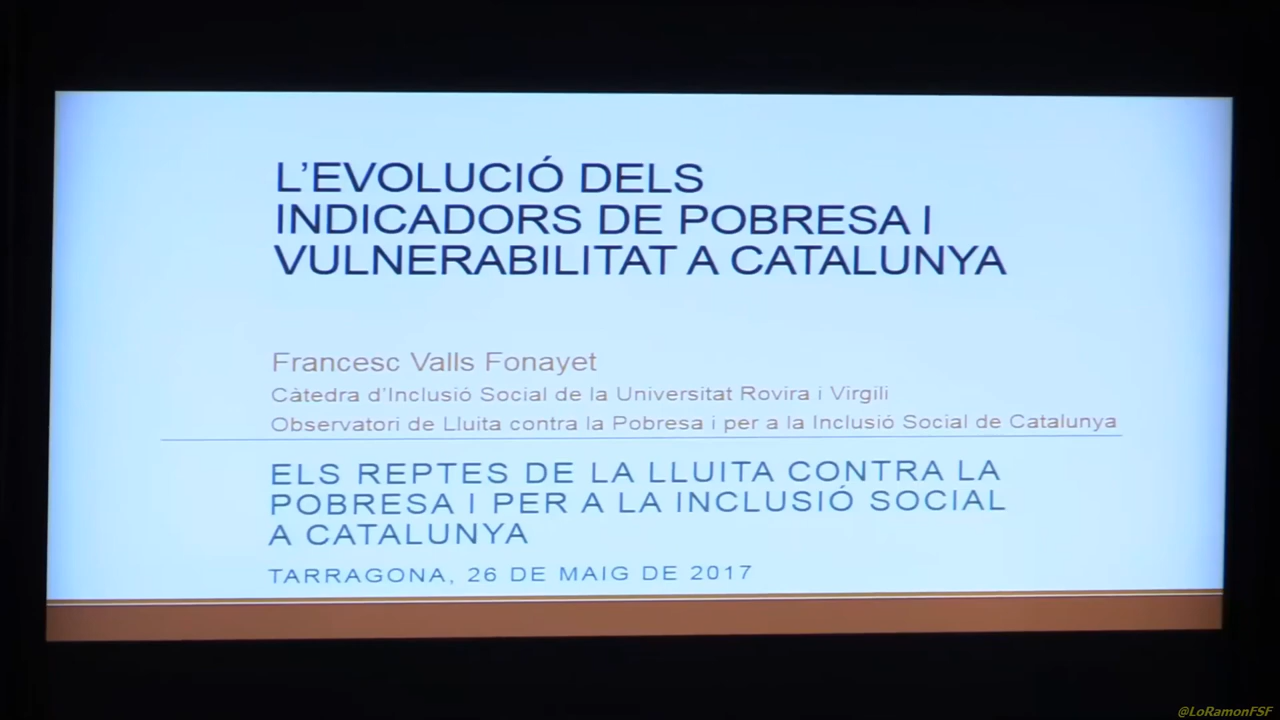 L'EVOLUCIÓ DELS
INDICADORS DE POBRESA I
VULNERABILITAT A CATALUNYA
Francesc Valls Fonayet
Càtedra d'Inclusió Social de la Universitat Rovira i Virgili
Observatori de Lluita contra la Pobresa i per a la Inclusió Social de Catalunya
ELS REPTES DE LA LLUITA CONTRA LA
POBRESA I PER A LA INCLUSIÓ SOCIAL
A CATALUNYA
TARRAGONA, 26 DE MAIG DE 2017
@LoRamonFSF